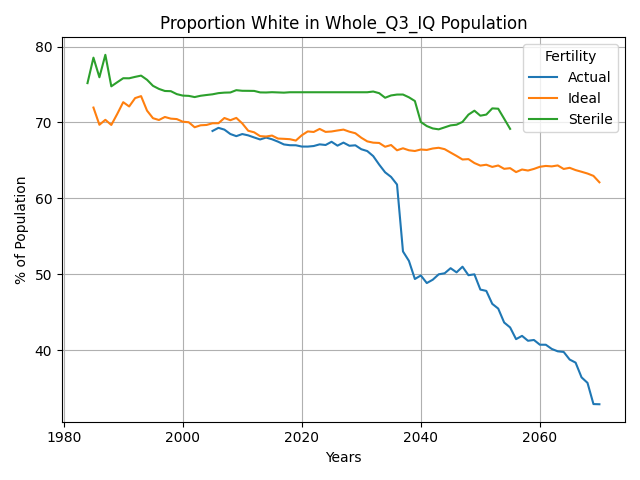 Proportion White in Whole_Q3_IQ Population
Fertility
Actual
Ideal
Sterile
% of Population
80
70
60
50
40
1980
2000
2020
2040
2060
Years